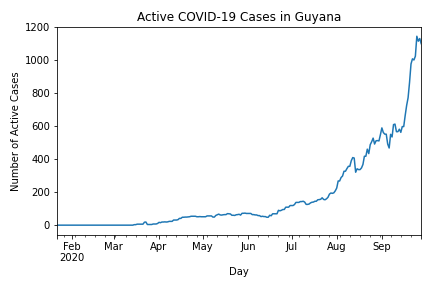 Active COVID-19 Cases in Guyana
Number of Active Cases
1200
1000
800
600
400
200
0
Feb Mar Apr May Jun Jul Aug Sep
2020
Day